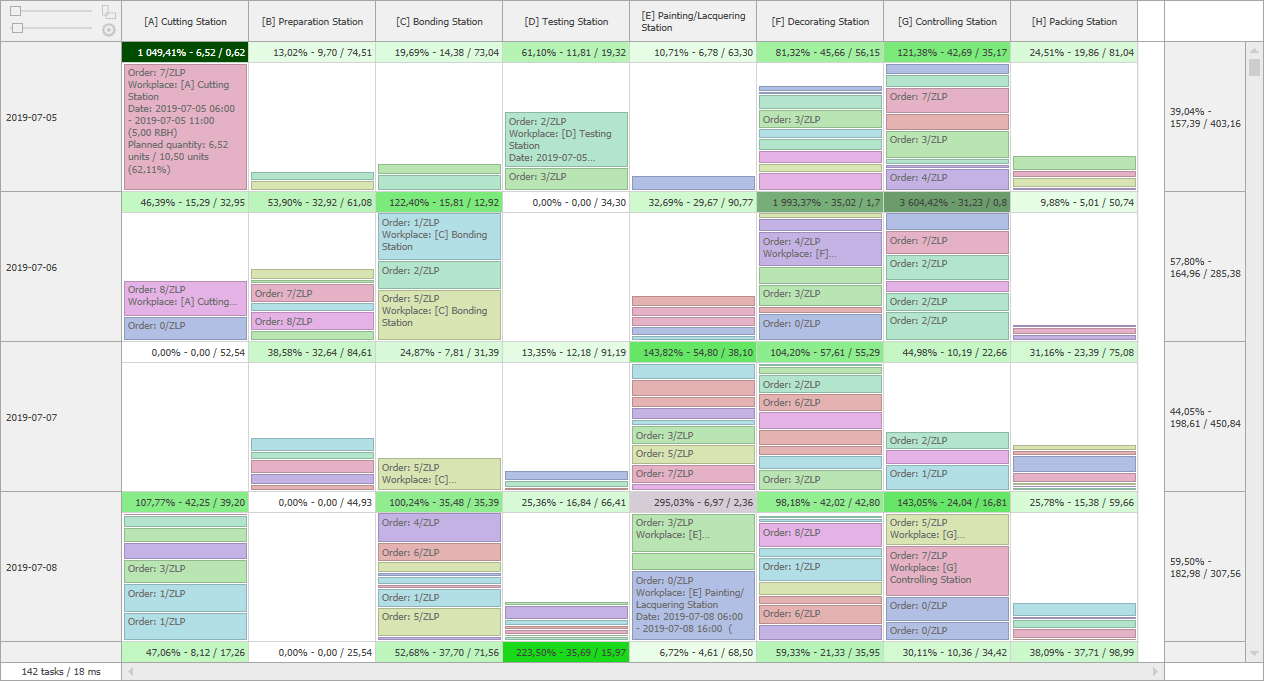 [A] Cutting Station
[B] Preparation Station
[C] Bonding Station
[D] Testing Station
[E] Painting/Lacquering
Station
[F] Decorating Station
[G] Controlling Station
[H] Packing Station
2019-07-05
1 049,41% - 6,52 / 0,62
13,02% - 9,70 / 74,51
19,69% - 14,38 / 73,04
61,10% - 11,81 / 19,32
10,71% - 6,78 / 63,30
81,32% - 45,66 / 56,15
121,38% - 42,69 / 35,17
24,51% - 19,86 / 81,04
39,04% -
157,39 / 403,16
Order: 7/ZLP
Workplace: [A] Cutting
Station
Date: 2019-07-05 06:00
- 2019-07-05 11:00
(5,00 RBH)
Planned quantity: 6,52
units / 10,50 units
(62,11%)
Order: 2/ZLP
Workplace: [D] Testing
Station
Date: 2019-07-05...
Order: 3/ZLP
Order: 3/ZLP
Order: 7/ZLP
Order: 3/ZLP
Order: 4/ZLP
2019-07-06
46,39% - 15,29 / 32,95
53,90% - 32,92 / 61,08
122,40% - 15,81 / 12,92
0,00% - 0,00 / 34,30
32,69% - 29,67 / 90,77
1 993,37% - 35,02 / 1,7
3 604,42% - 31,23 / 0,8
9,88% - 5,01 / 50,74
57,80% -
164,96 / 285,38
Order: 8/ZLP
Workplace: [A] Cutting...
Order: 0/ZLP
Order: 7/ZLP
Order: 8/ZLP
Order: 1/ZLP
Workplace: [C] Bonding
Station
Order: 2/ZLP
Order: 5/ZLP
Workplace: [C] Bonding
Station
Order: 4/ZLP
Workplace: [F]...
Order: 3/ZLP
Order: 0/ZLP
Order: 7/ZLP
Order: 2/ZLP
Order: 2/ZLP
Order: 2/ZLP
2019-07-07
0,00% - 0,00 / 52,54
38,58% - 32,64 / 84,61
24,87% - 7,81 / 31,39
13,35% - 12,18 / 91,19
143,82% - 54,80 / 38,10
104,20% - 57,61 / 55,29
44,98% - 10,19 / 22,66
31,16% - 23,39 / 75,08
44,05% -
198,61 / 450,84
Order: 5/ZLP
Workplace: [C]...
Order: 3/ZLP
Order: 5/ZLP
Order: 7/ZLP
Order: 2/ZLP
Order: 6/ZLP
Order: 3/ZLP
Order: 2/ZLP
Order: 1/ZLP
2019-07-08
107,77% - 42,25 / 39,20
0,00% - 0,00 / 44,93
100,24% - 35,48 / 35,39
25,36% - 16,84 / 66,41
295,03% - 6,97 / 2,36
98,18% - 42,02 / 42,80
143,05% - 24,04 / 16,81
25,78% - 15,38 / 59,66
59,50% -
182,98 / 307,56
Order: 3/ZLP
Order: 1/ZLP
Order: 1/ZLP
Order: 4/ZLP
Order: 6/ZLP
Order: 1/ZLP
Order: 5/ZLP
Order: 3/ZLP
Workplace: [E]...
Order: 0/ZLP
Workplace: [E] Painting/
Lacquering Station
Date: 2019-07-08 06:00
- 2019-07-08 16:00 (
Order: 8/ZLP
Order: 1/ZLP
Order: 6/ZLP
Order: 5/ZLP
Workplace: [G]...
Order: 7/ZLP
Workplace: [G]
Controlling Station
Order: 0/ZLP
Order: 0/ZLP
47,06% - 8,12 / 17,26
0,00% - 0,00 / 25,54
52,68% - 37,70 / 71,56
223,50% - 35,69 / 15,97
6,72% - 4,61 / 68,50
59,33% - 21,33 / 35,95
30,11% - 10,36 / 34,42
38,09% - 37,71 / 98,99
142 tasks / 18 ms